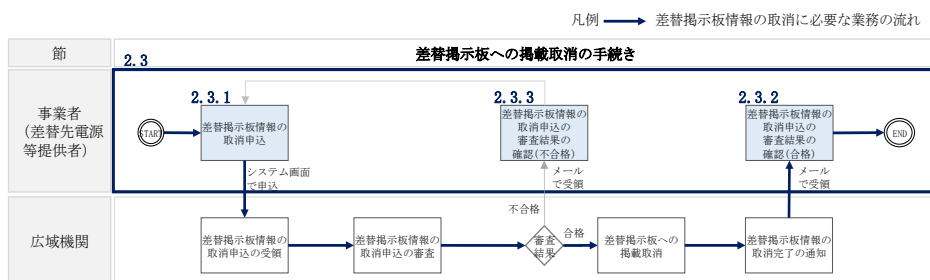 凡例 差替掲示板情報の取消に必要な業務の流れ
節
2.3
差替掲示板への掲載取消の手続き
事業者
（差替先電源
等提供者）
START
2.3.1
差替掲示板情報の
取消申込
2.3.3
差替掲示板情報の
取消申込の
審査結果の
確認(不合格)
2.3.2
差替掲示板情報の
取消申込の
審査結果の
確認(合格)
END
システム画面
で申込
メール
で受領
メール
で受領
広域機関
差替掲示板情報の
取消申込の受領
差替掲示板情報の
取消申込の審査
不合格
審査
結果
合格
差替掲示板への
掲載取消
差替掲示板情報の
取消完了の通知